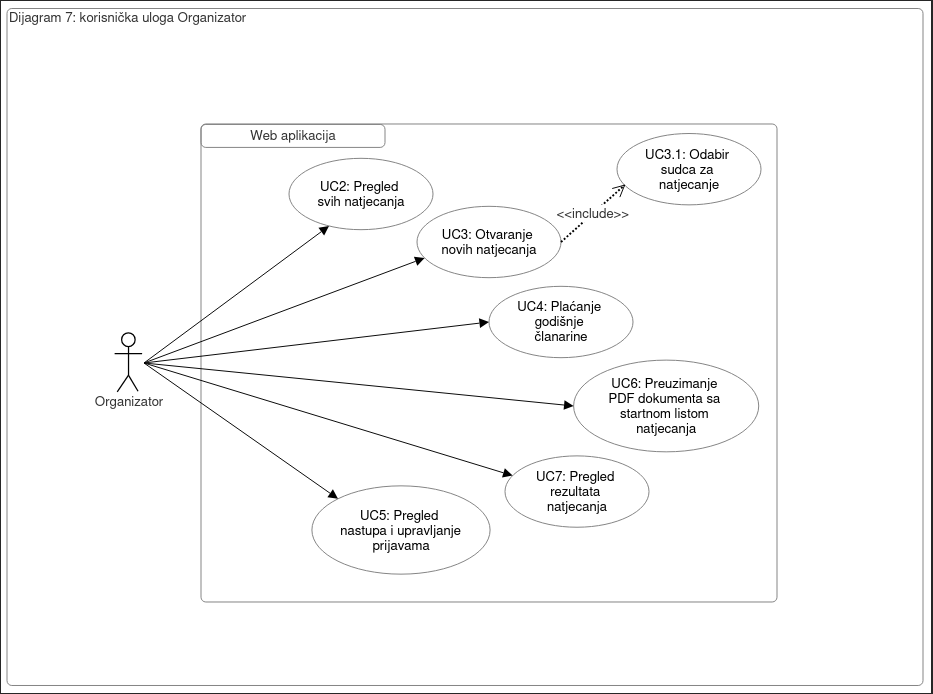 Dijagram 7: korisnička uloga Organizator
Web aplikacija
UC3.1: Odabir
sudca za
natjecanje
UC2: Pregled
svih natjecanja
<<include>>
UC3: Otvaranje
novih natjecanja
UC4: Plaćanje
godišnje
članarine
Organizator
UC6: Preuzimanje
PDF dokumenta sa
startnom listom
natjecanja
UC7: Pregled
rezultata
natjecanja
UC5: Pregled
nastupa i upravljanje
prijavama